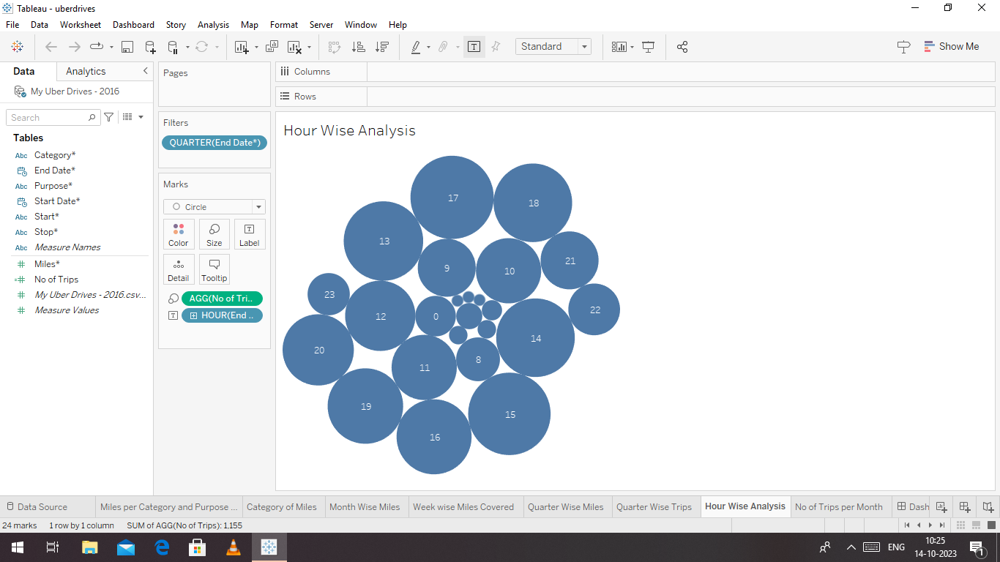 Tableau - uberdrives
File Data Worksheet Dashboard Story Analysis Map Format Server Window Help
Standard
Show Me
Data Analytics
My Uber Drives - 2016
Search
Tables
Abc Category*
End Date*
Abc Purpose*
Start Date*
Abc Start*
Abc Stop*
Abc Measure Names
Miles*
No of Trips
My Uber Drives - 2016.csv...
Measure Values
Pages
Filters
QUARTER(End Date*)
Marks
Circle
Color Size Label
Detail Tooltip
AGG(No of Tri..
HOUR(End ..
Columns
Rows
Hour Wise Analysis
17
18
13
21
9
10
23
22
12
0
14
20
8
11
19
15
16
Data Source Miles per Category and Purpose ... Category of Miles Month Wise Miles Week wise Miles Covered Quarter Wise Miles Quarter Wise Trips Hour Wise Analysis No of Trips per Month Dash
24 marks 1 row by 1 column SUM of AGG(No of Trips): 1,155
ENG
10:25
14-10-2023
1